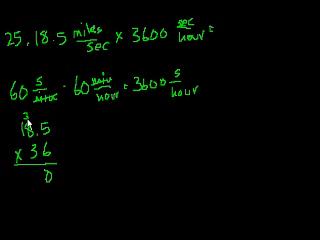 25. 18.5 miles/sec x 3600 sec/hour =
60 s/min · 60 min/hour = 3600 s/hour
3
18.5
x 36
0